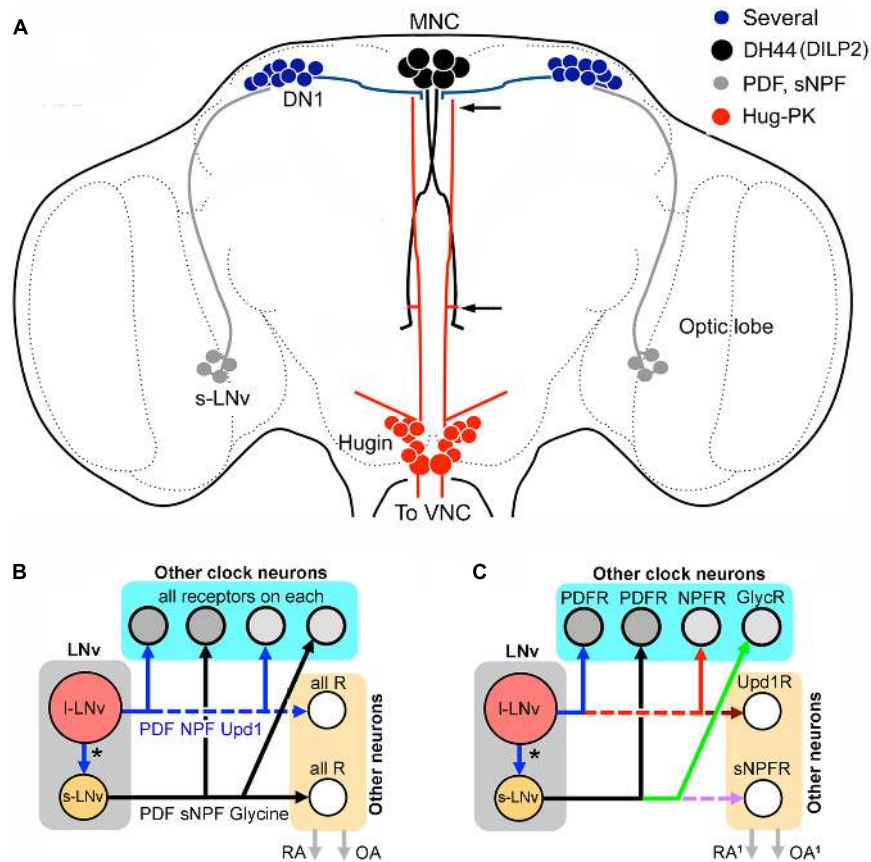 A
MNC
Several
DH44 (DILP2)
PDF, sNPF
Hug-PK
DN1
Optic lobe
s-LNv
Hugin
To VNC
B
Other clock neurons
all receptors on each
LNv
l-LNv
all R
PDF NPF Upd1
*
s-LNv
all R
PDF sNPF Glycine
Other neurons
RA
OA
C
Other clock neurons
PDFR PDFR NPFR GlycR
LNv
l-LNv
Upd1R
*
s-LNv
sNPFR
Other neurons
RA¹
OA¹